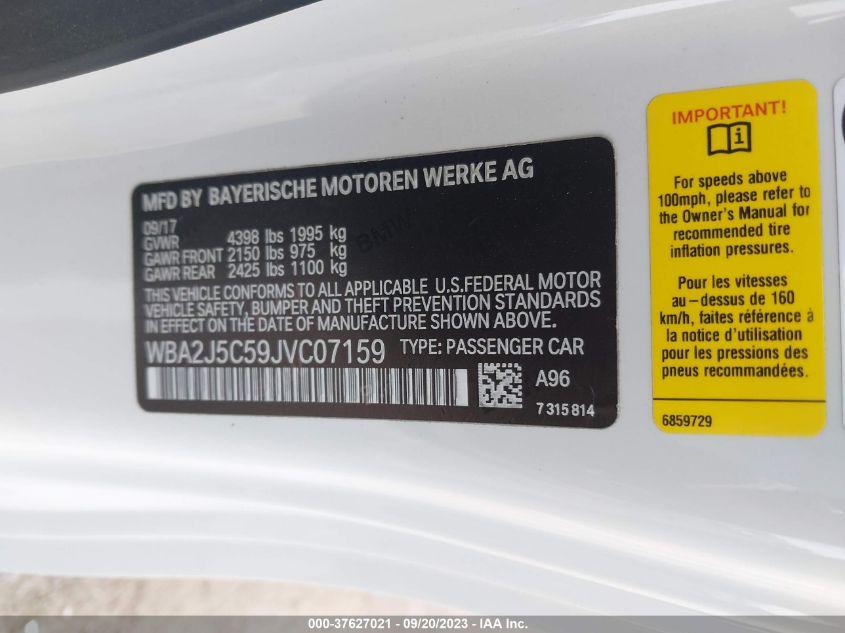 MFD BY BAYERISCHE MOTOREN WERKE AG
09/17
GVWR 4398 lbs 1995 kg
GAWR FRONT 2150 lbs 975 kg
GAWR REAR 2425 lbs 1100 kg
BMW
THIS VEHICLE CONFORMS TO ALL APPLICABLE U.S.FEDERAL MOTOR
VEHICLE SAFETY, BUMPER AND THEFT PREVENTION STANDARDS
IN EFFECT ON THE DATE OF MANUFACTURE SHOWN ABOVE.
WBA2J5C59JVC07159 TYPE: PASSENGER CAR
A96
7 315 814
IMPORTANT!
i
For speeds above
100mph, please refer to
the Owner's Manual for
recommended tire
inflation pressures.
Pour les vitesses
au-dessus de 160
km/h, faites référence à
la notice d'utilisation
pour les pressions des
pneus recommandées.
6859729
000-37627021 - 09/20/2023 - IAA Inc.